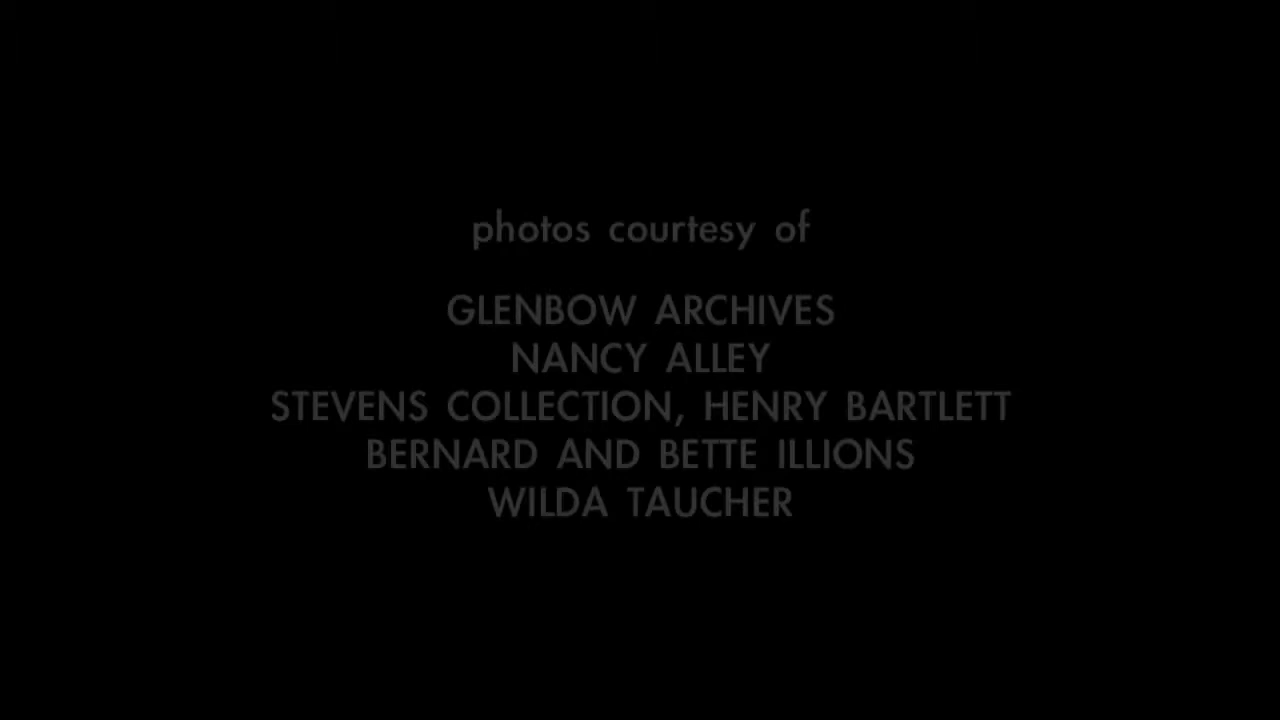 photos courtesy of
GLENBOW ARCHIVES
NANCY ALLEY
STEVENS COLLECTION, HENRY BARTLETT
BERNARD AND BETTE ILLIONS
WILDA TAUCHER